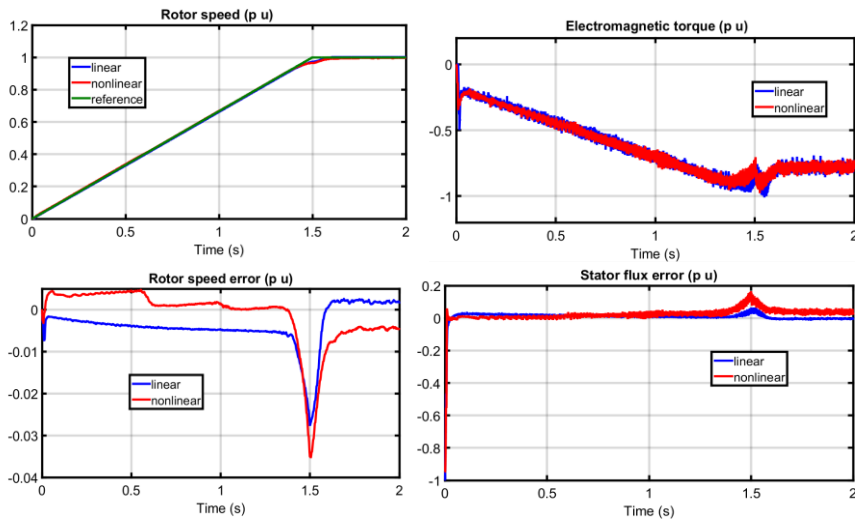 Rotor speed (p u)
1.2
1
0.8
0.6
0.4
0.2
0
linear
nonlinear
reference
0
0.5
1
1.5
2
Time (s)
Electromagnetic torque (p u)
0
-0.5
-1
linear
nonlinear
0
0.5
1
1.5
2
Time (s)
Rotor speed error (p u)
0
-0.01
-0.02
-0.03
-0.04
linear
nonlinear
0
0.5
1
1.5
2
Time (s)
Stator flux error (p u)
0.2
0
-0.2
-0.4
-0.6
-0.8
-1
linear
nonlinear
0
0.5
1
1.5
2
Time (s)